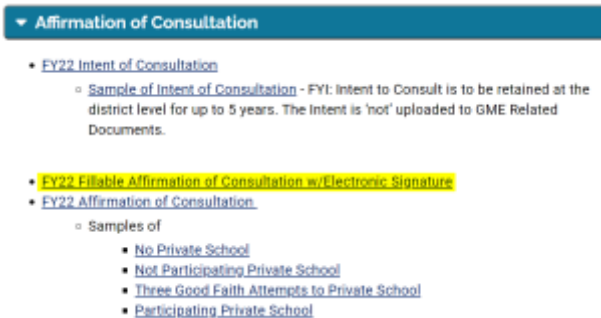 Affirmation of Consultation
FY22 Intent of Consultation
Sample of Intent of Consultation - FYI: Intent to Consult is to be retained at the
district level for up to 5 years. The Intent is 'not' uploaded to GME Related
Documents.
FY22 Fillable Affirmation of Consultation w/Electronic Signature
FY22 Affirmation of Consultation
Samples of
No Private School
Not Participating Private School
Three Good Faith Attempts to Private School
Participating Private School